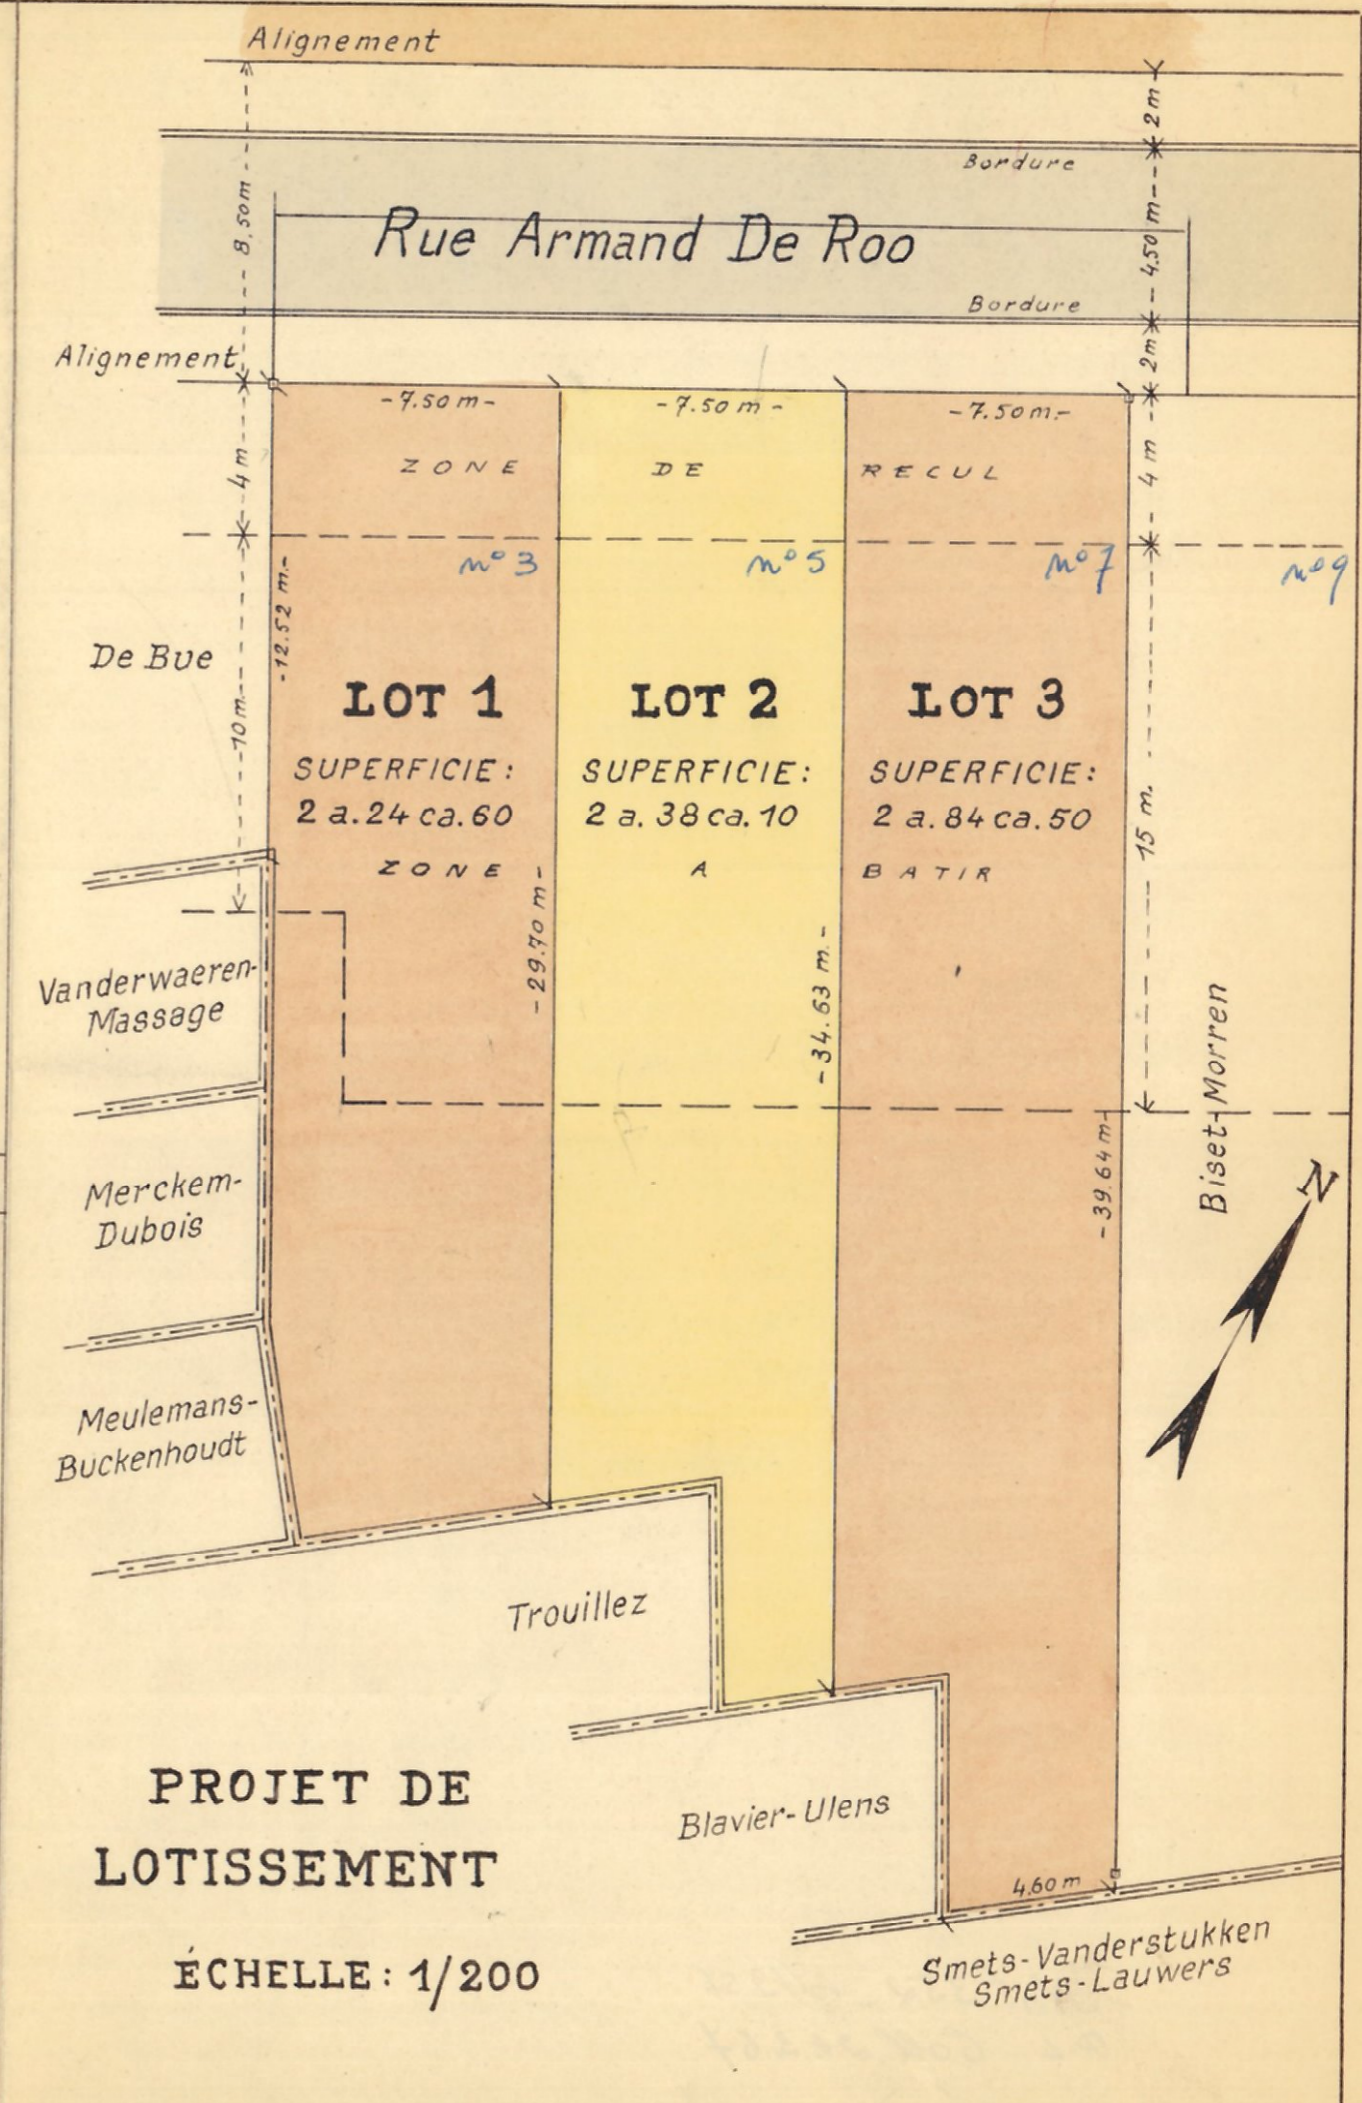 Alignement
2m
Bordure
8,50m
Rue Armand De Roo
4.50 m
Bordure
Alignement
2m
-7.50 m-
-7.50 m-
-7.50 m.-
4 m
ZONE DE RECUL
4 m
n° 3
n° 5
n° 7
n° 9
-12.52 m.-
De Bue
10 m.
LOT 1
LOT 2
LOT 3
SUPERFICIE:
SUPERFICIE:
SUPERFICIE:
2 a. 24 ca. 60
2 a. 38 ca. 10
2 a. 84 ca. 50
15 m.
ZONE A BATIR
-29.70 m-
-34.63 m.-
Vanderwaeren-
Massage
Biset-Morren
-39.64 m-
Merckem-
Dubois
N
Meulemans-
Buckenhoudt
Trouillez
PROJET DE
LOTISSEMENT
Blavier-Ulens
4.60 m
ÉCHELLE: 1/200
Smets-Vanderstukken
Smets-Lauwers